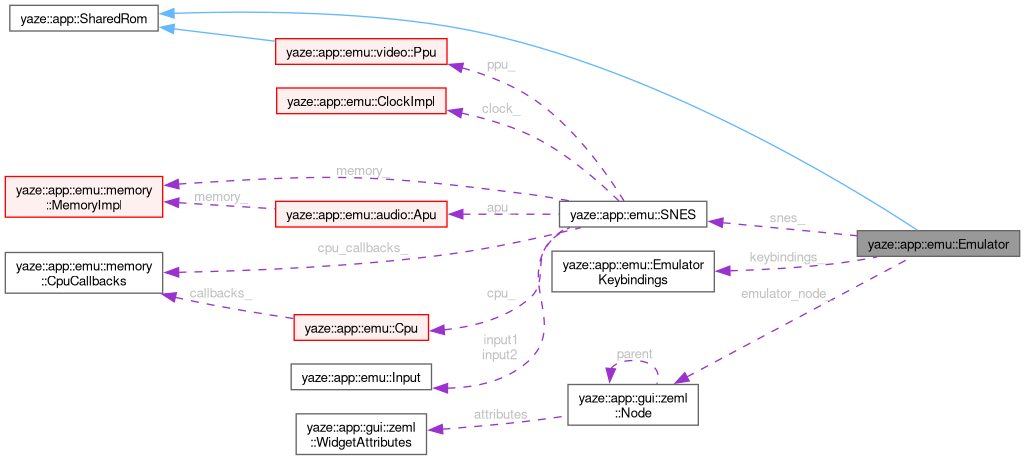 yaze::app::SharedRom
yaze::app::emu::video::Ppu
ppu_
yaze::app::emu::ClockImpl
clock_
memory_
yaze::app::emu::memory
::MemoryImpl
memory_
yaze::app::emu::audio::Apu
apu_
yaze::app::emu::SNES
snes_
yaze::app::emu::Emulator
cpu_callbacks_
yaze::app::emu::memory
::CpuCallbacks
yaze::app::emu::Emulator
Keybindings
keybindings_
callbacks_
cpu_
emulator_node_
yaze::app::emu::Cpu
input1
input2
parent
yaze::app::emu::Input
yaze::app::gui::zeml
::Node
attributes
yaze::app::gui::zeml
::WidgetAttributes